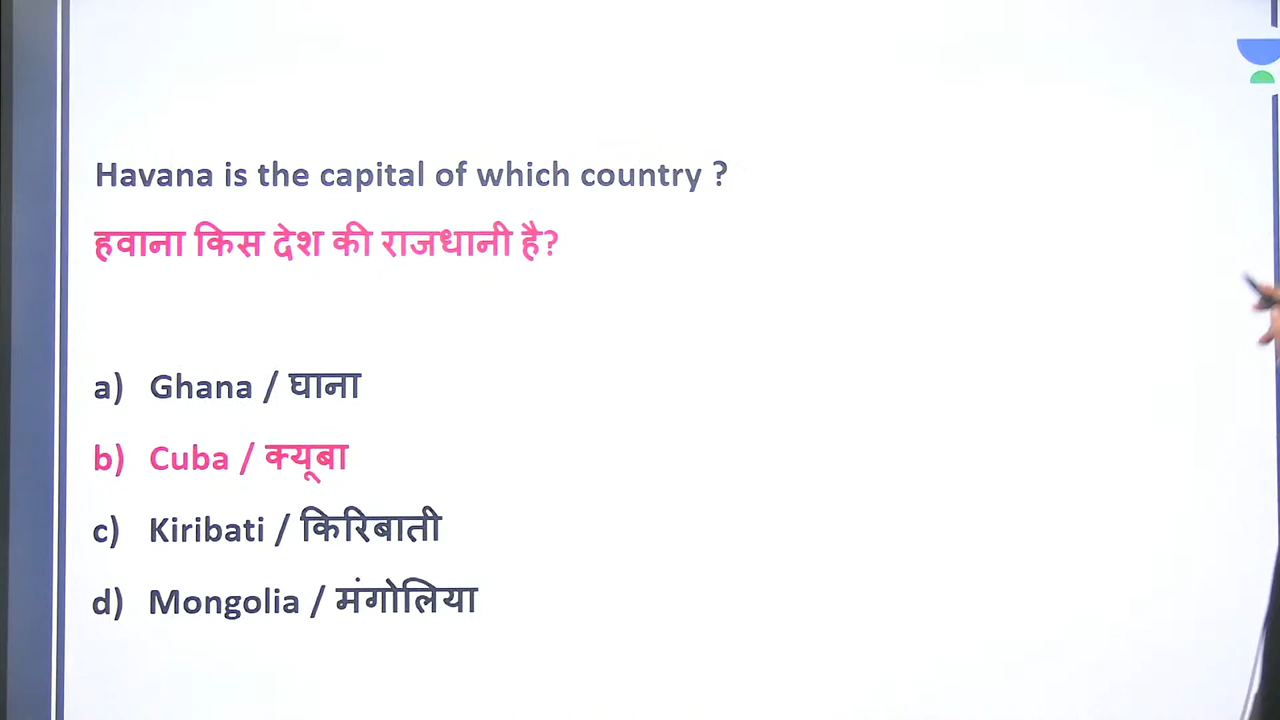 Havana is the capital of which country ?
हवाना किस देश की राजधानी है?
a) Ghana / घाना
b) Cuba / क्यूबा
c) Kiribati / किरिबाती
d) Mongolia / मंगोलिया